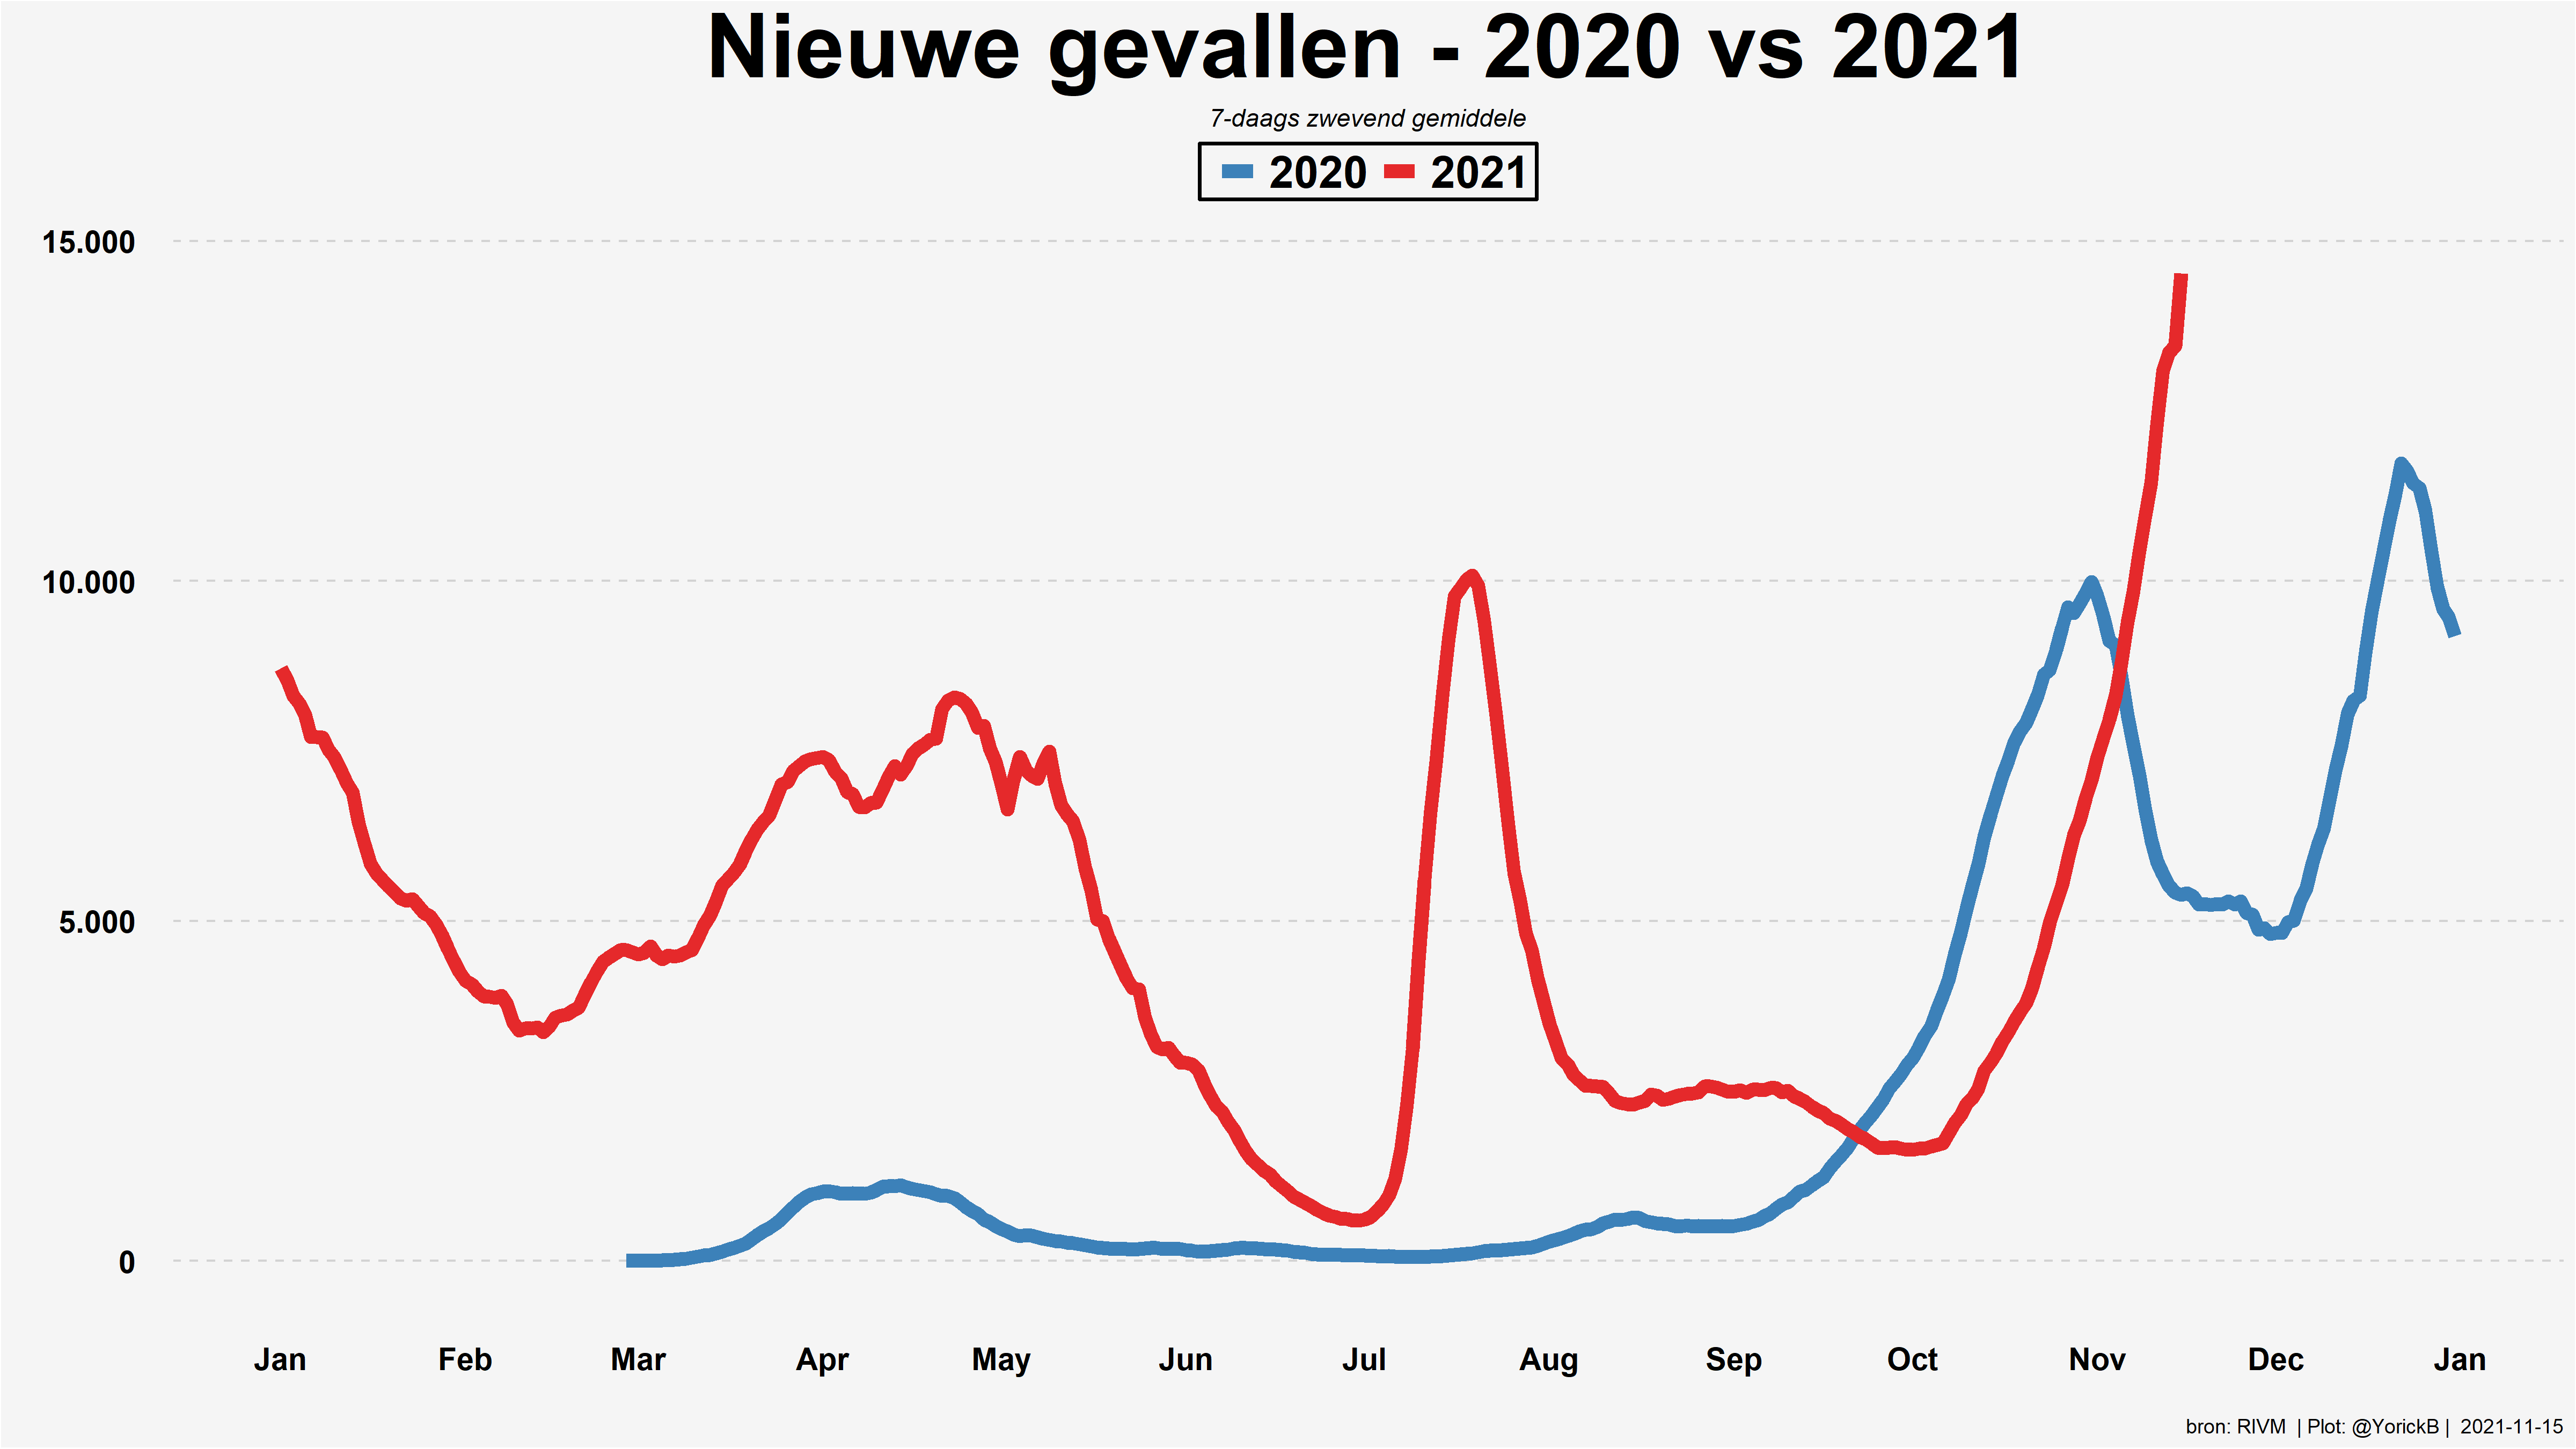 Nieuwe gevallen - 2020 vs 2021
7-daags zwevend gemiddele
2020 2021
15.000
10.000
5.000
0
Jan Feb Mar Apr May Jun Jul Aug Sep Oct Nov Dec Jan
bron: RIVM | Plot: @YorickB | 2021-11-15